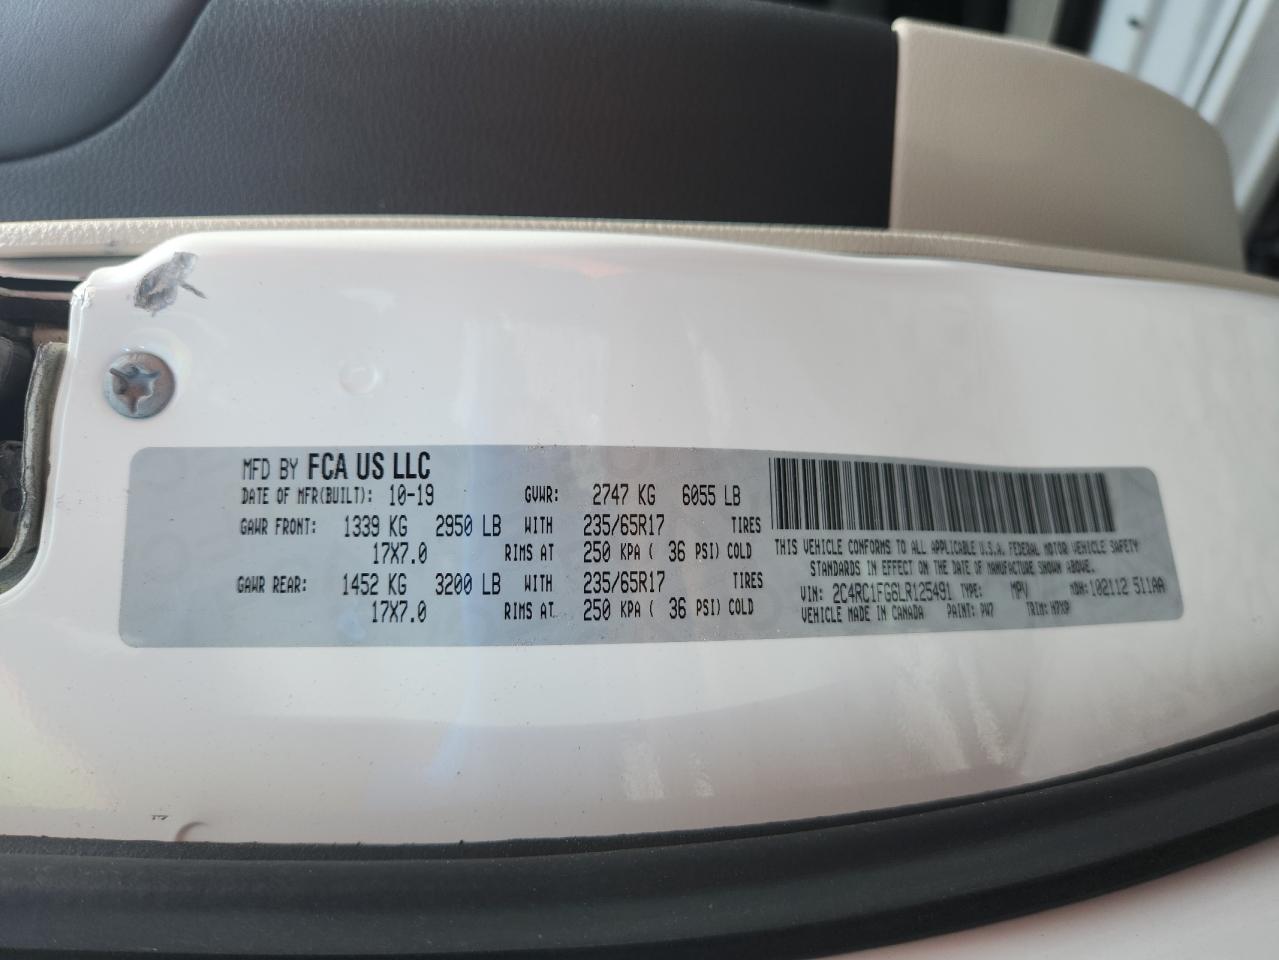 MFD BY FCA US LLC
DATE OF MFR(BUILT): 10-19 GVWR: 2747 KG 6055 LB
GAWR FRONT: 1339 KG 2950 LB WITH 235/65R17 TIRES
17X7.0 RIMS AT 250 KPA ( 36 PSI) COLD
GAWR REAR: 1452 KG 3200 LB WITH 235/65R17 TIRES
17X7.0 RIMS AT 250 KPA ( 36 PSI) COLD
THIS VEHICLE CONFORMS TO ALL APPLICABLE U.S.A. FEDERAL MOTOR VEHICLE SAFETY
STANDARDS IN EFFECT ON THE DATE OF MANUFACTURE SHOWN ABOVE.
VIN: 2C4RC1FG6LR125491 TYPE: MPV MDH:102112 511AA
VEHICLE MADE IN CANADA PAINT: PW7 TRIM: